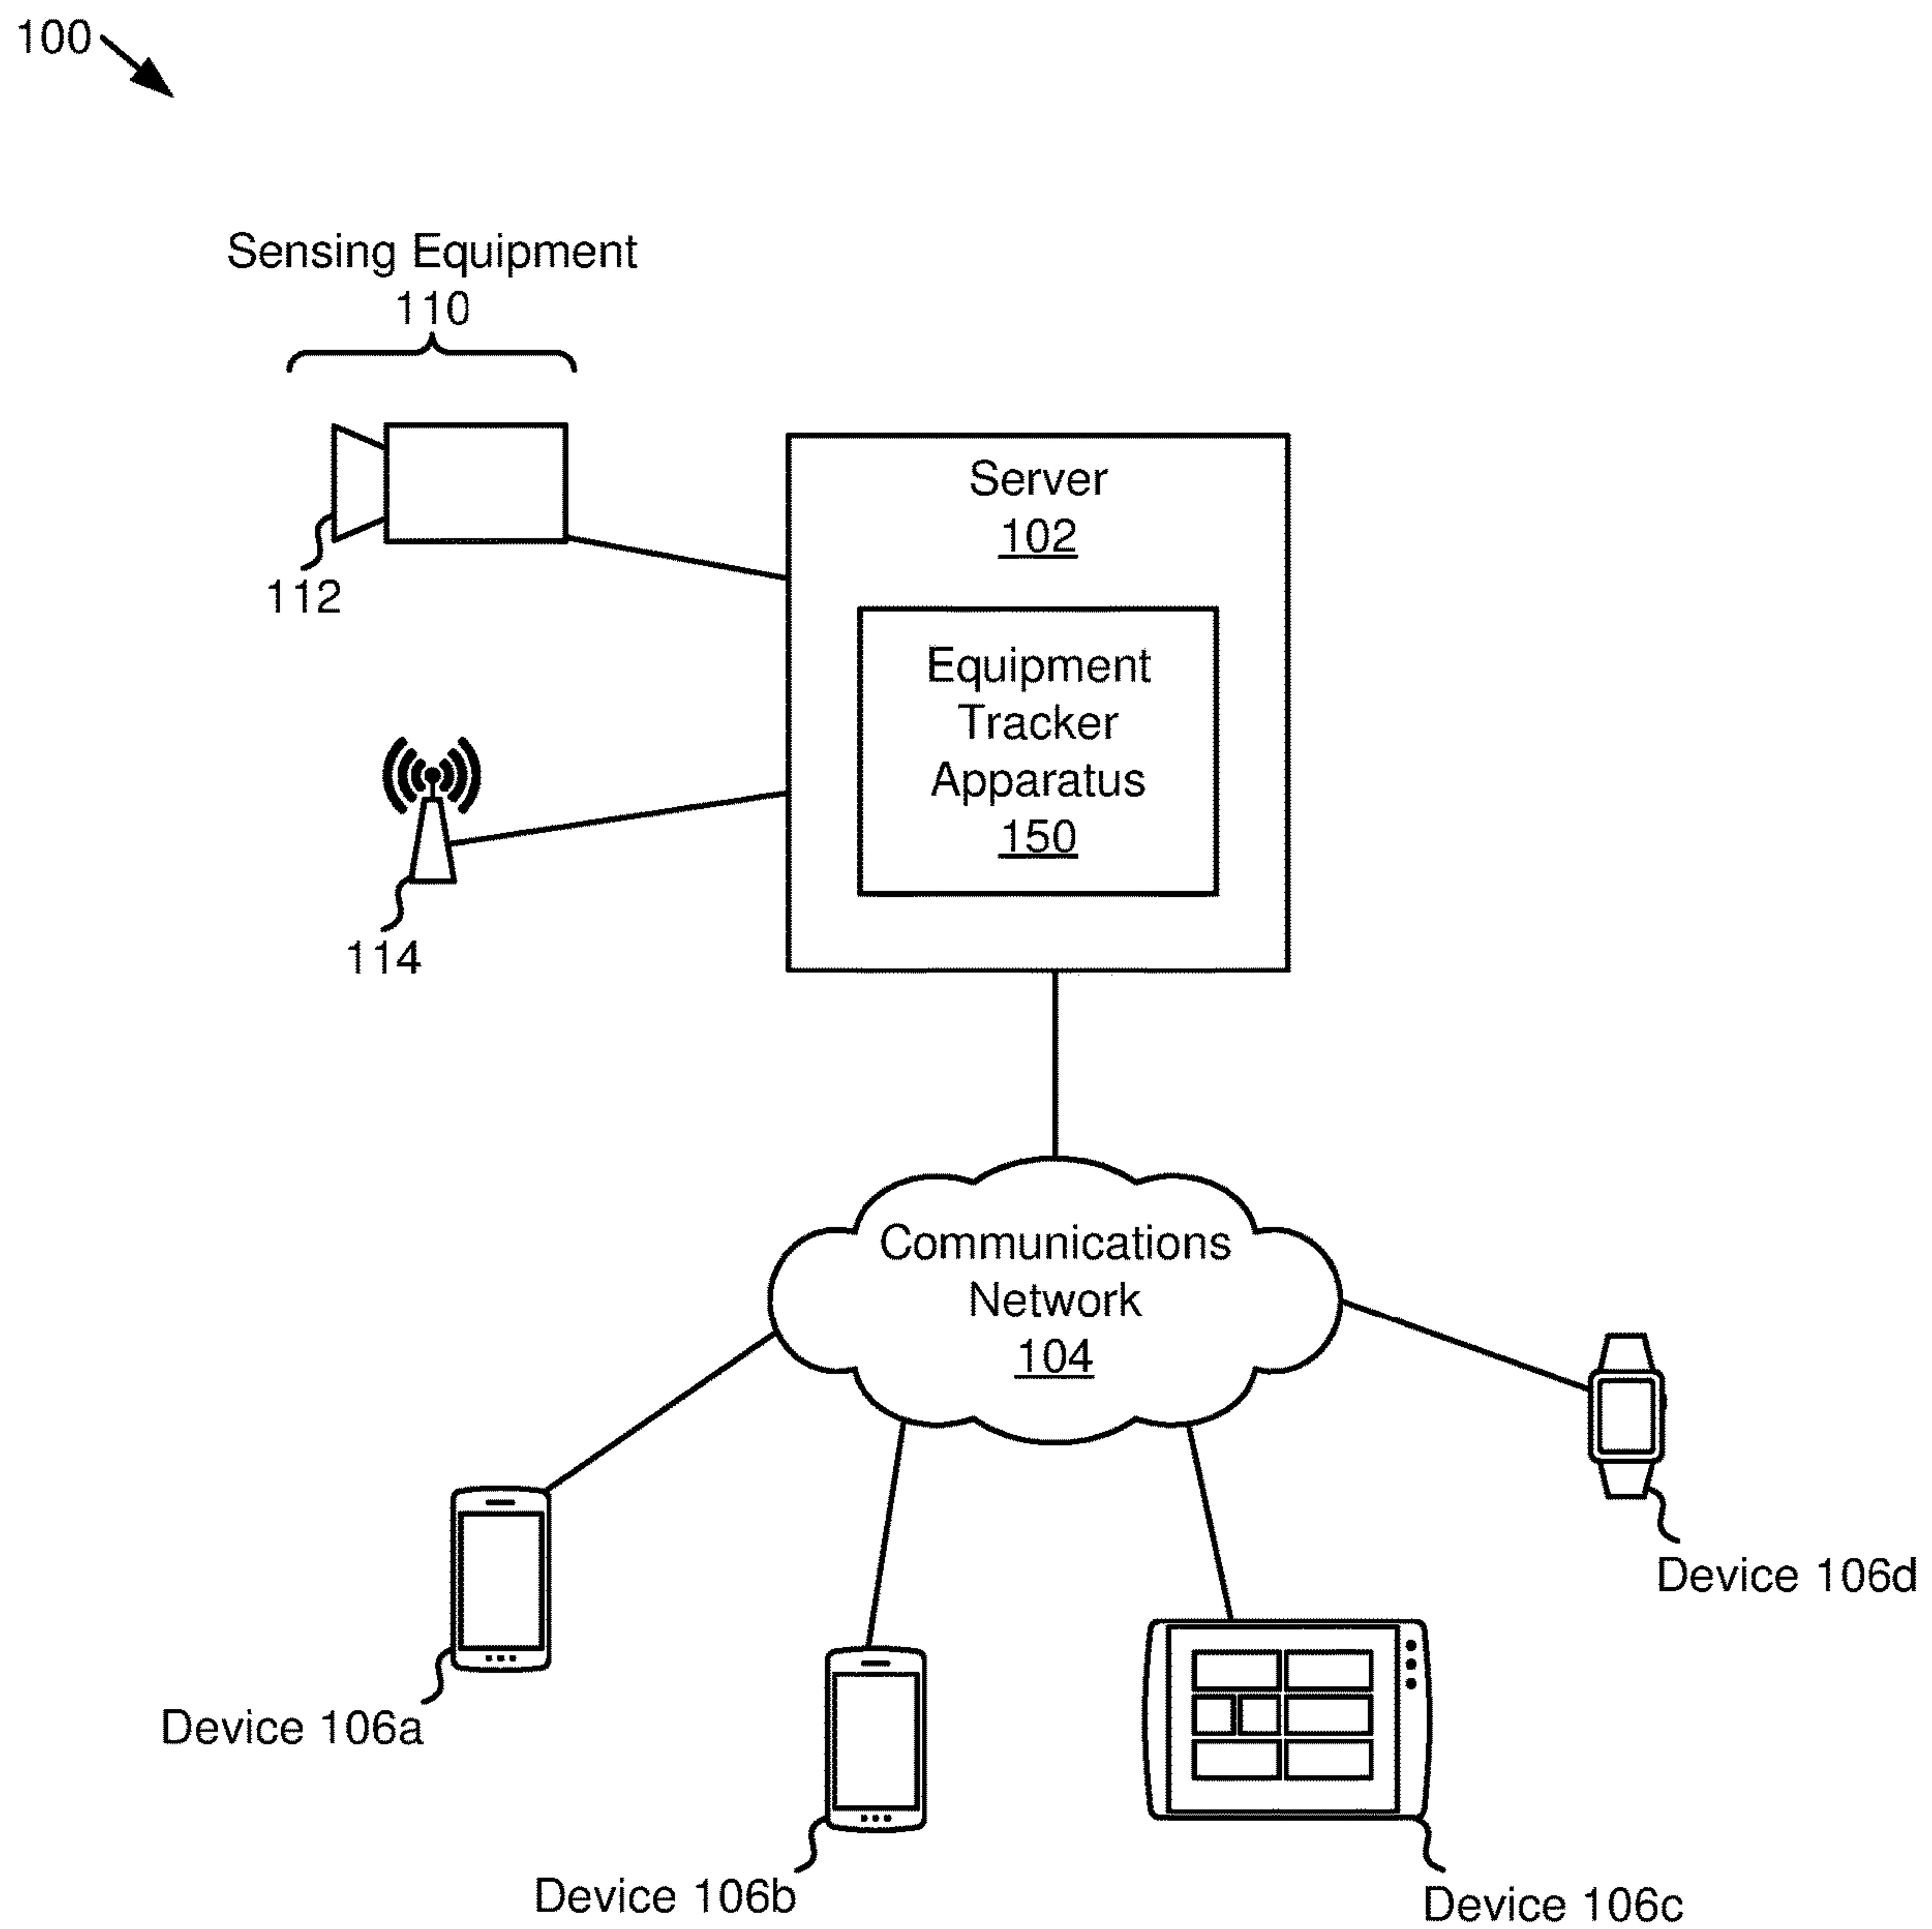 100
Sensing Equipment
110
112
Server
102
Equipment
Tracker
Apparatus
150
114
Communications
Network
104
Device 106d
Device 106a
Device 106b
Device 106c